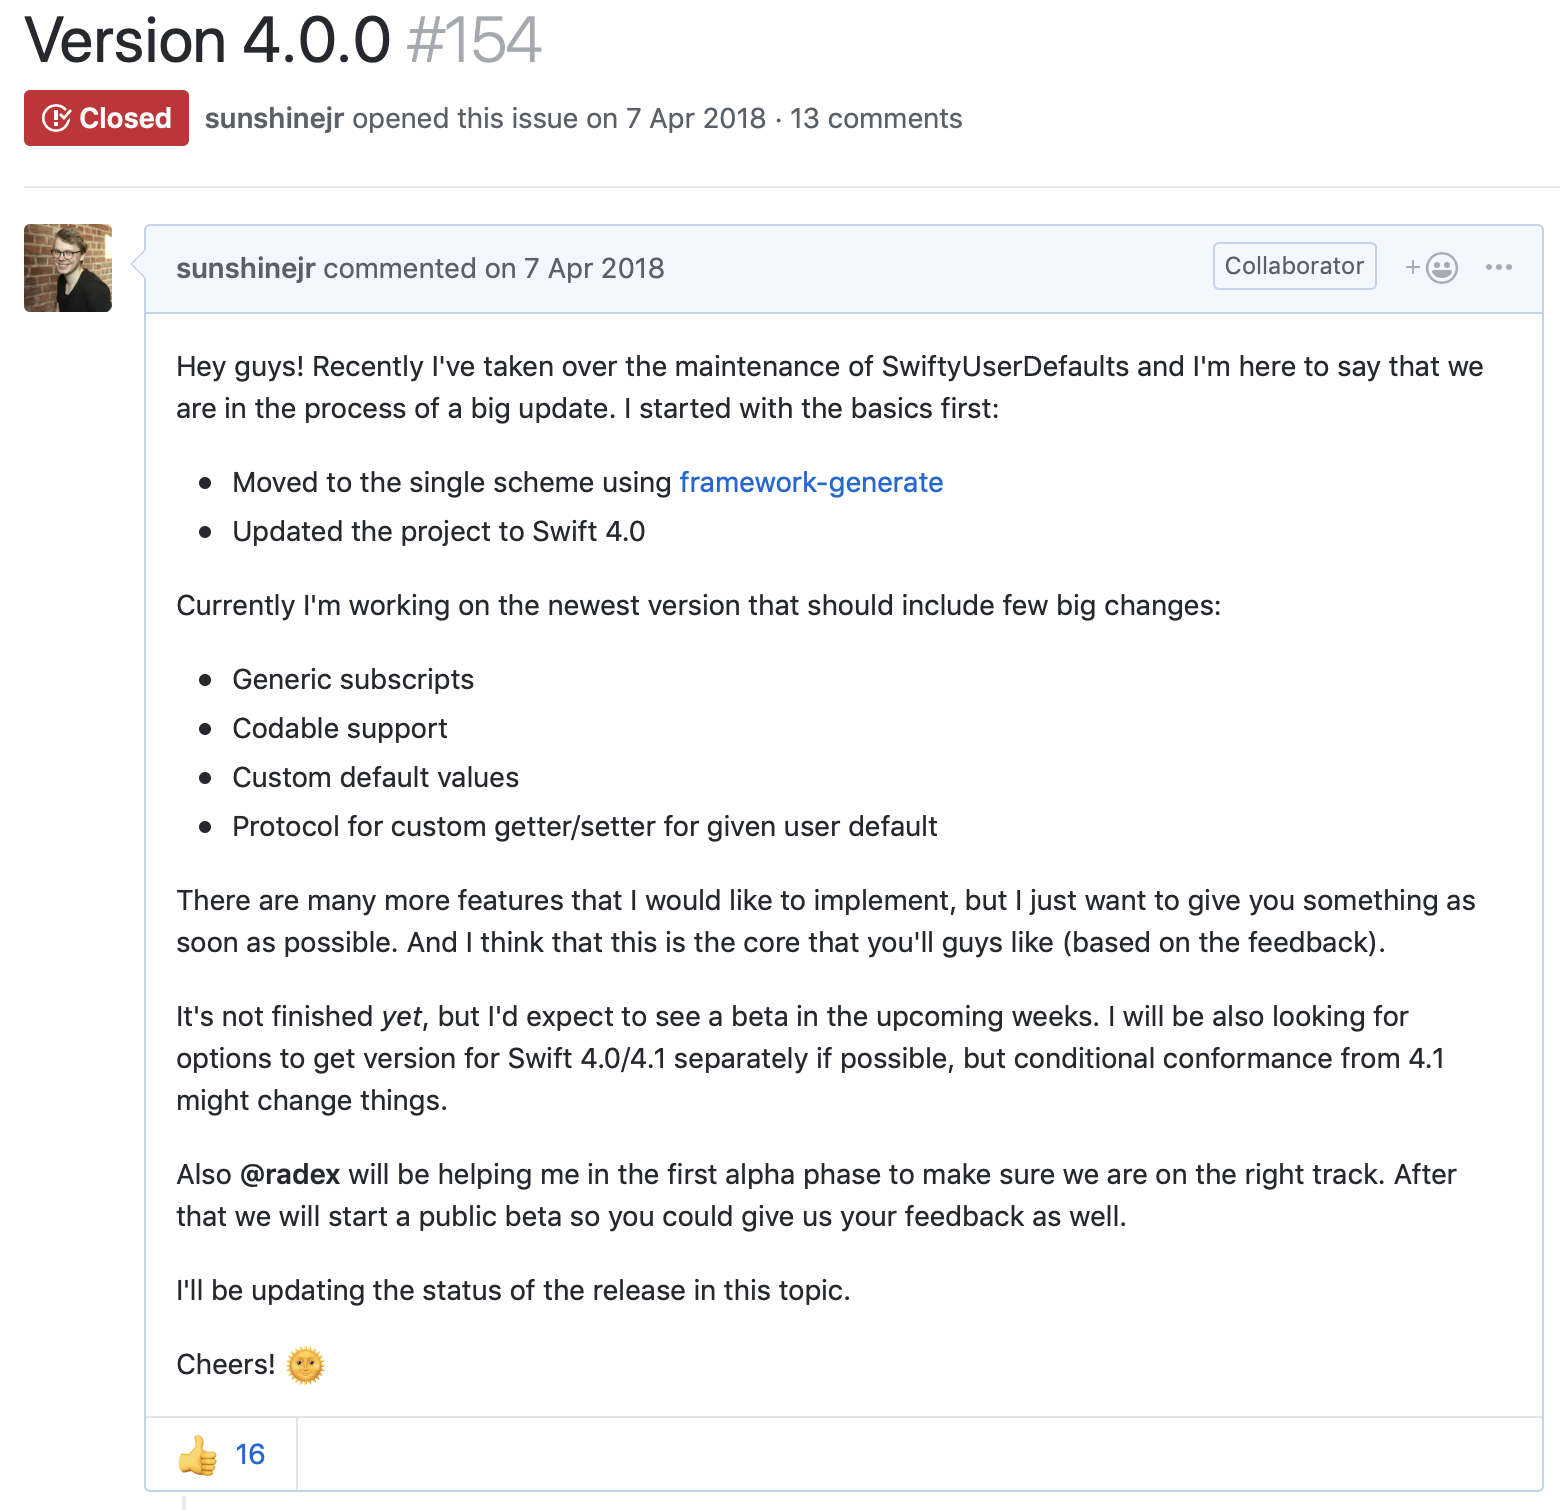 Version 4.0.0 #154
Closed sunshinejr opened this issue on 7 Apr 2018 · 13 comments
sunshinejr commented on 7 Apr 2018 Collaborator
Hey guys! Recently I've taken over the maintenance of SwiftyUserDefaults and I'm here to say that we
are in the process of a big update. I started with the basics first:
• Moved to the single scheme using framework-generate
• Updated the project to Swift 4.0
Currently I'm working on the newest version that should include few big changes:
• Generic subscripts
• Codable support
• Custom default values
• Protocol for custom getter/setter for given user default
There are many more features that I would like to implement, but I just want to give you something as
soon as possible. And I think that this is the core that you'll guys like (based on the feedback).
It's not finished yet, but I'd expect to see a beta in the upcoming weeks. I will be also looking for
options to get version for Swift 4.0/4.1 separately if possible, but conditional conformance from 4.1
might change things.
Also @radex will be helping me in the first alpha phase to make sure we are on the right track. After
that we will start a public beta so you could give us your feedback as well.
I'll be updating the status of the release in this topic.
Cheers! 🌞
👍 16